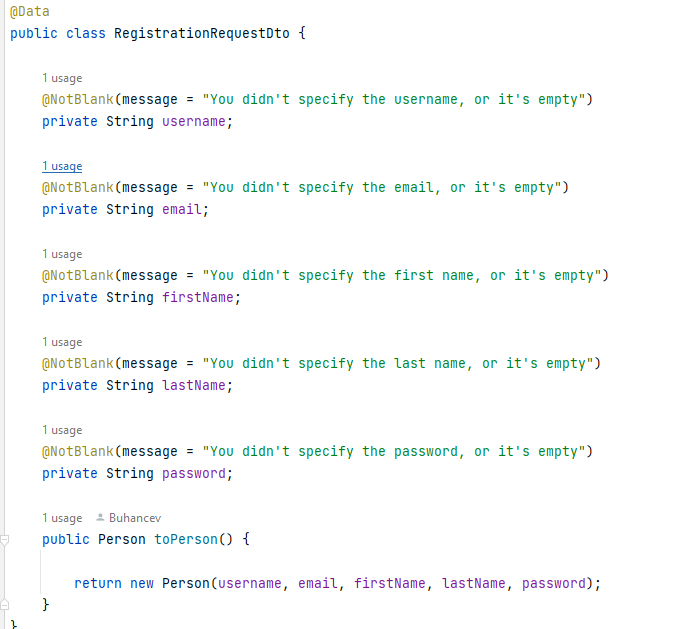 @Data
public class RegistrationRequestDto {
1 usage
@NotBlank(message = "You didn't specify the username, or it's empty")
private String username;
1 usage
@NotBlank(message = "You didn't specify the email, or it's empty")
private String email;
1 usage
@NotBlank(message = "You didn't specify the first name, or it's empty")
private String firstName;
1 usage
@NotBlank(message = "You didn't specify the last name, or it's empty")
private String lastName;
1 usage
@NotBlank(message = "You didn't specify the password, or it's empty")
private String password;
1 usage Buhancev
public Person toPerson() {
return new Person(username, email, firstName, lastName, password);
}
}